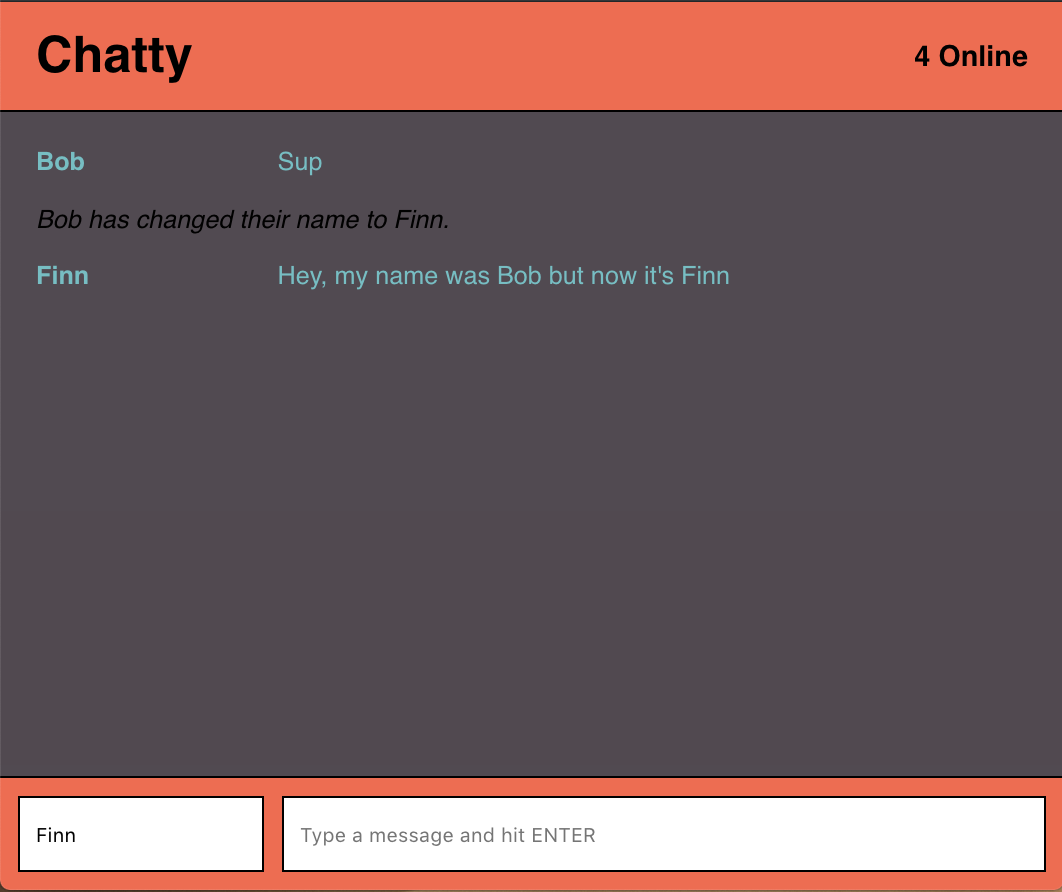 Chatty
4 Online
Bob Sup
Bob has changed their name to Finn.
Finn Hey, my name was Bob but now it's Finn
Finn
Type a message and hit ENTER